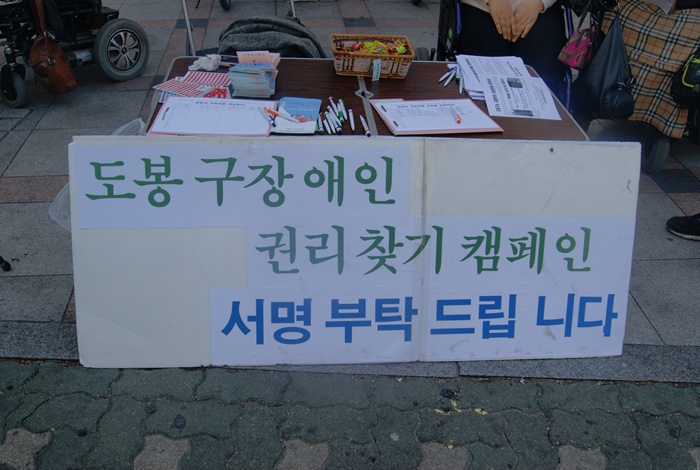 도봉 구장애인
권리찾기 캠페인
서명 부탁 드립 니다